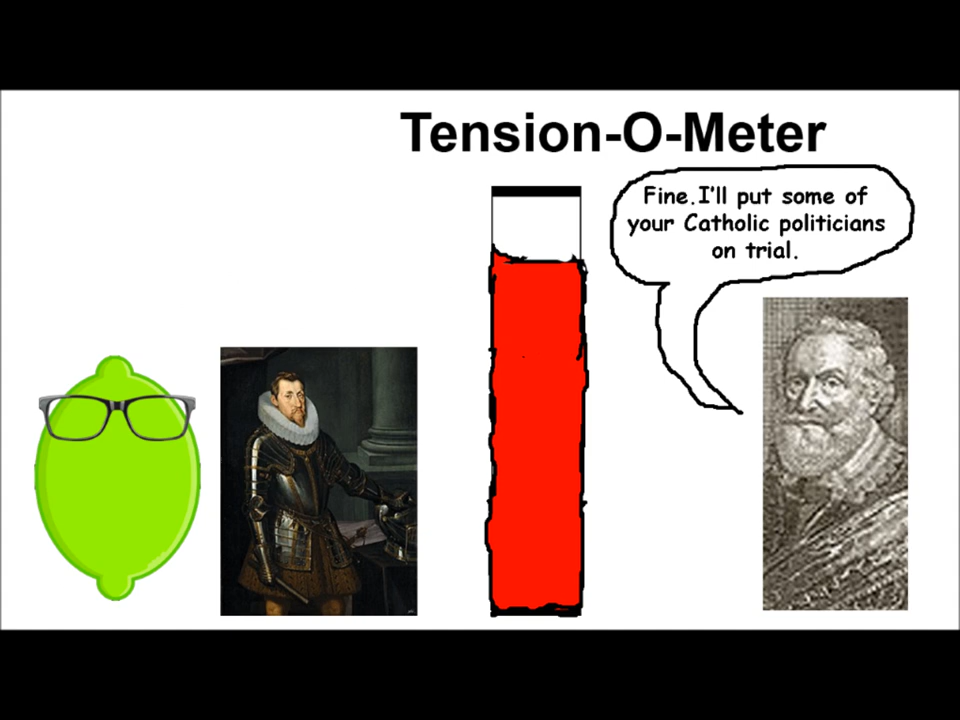 Tension-O-Meter
Fine.I'll put some of
your Catholic politicians
on trial.